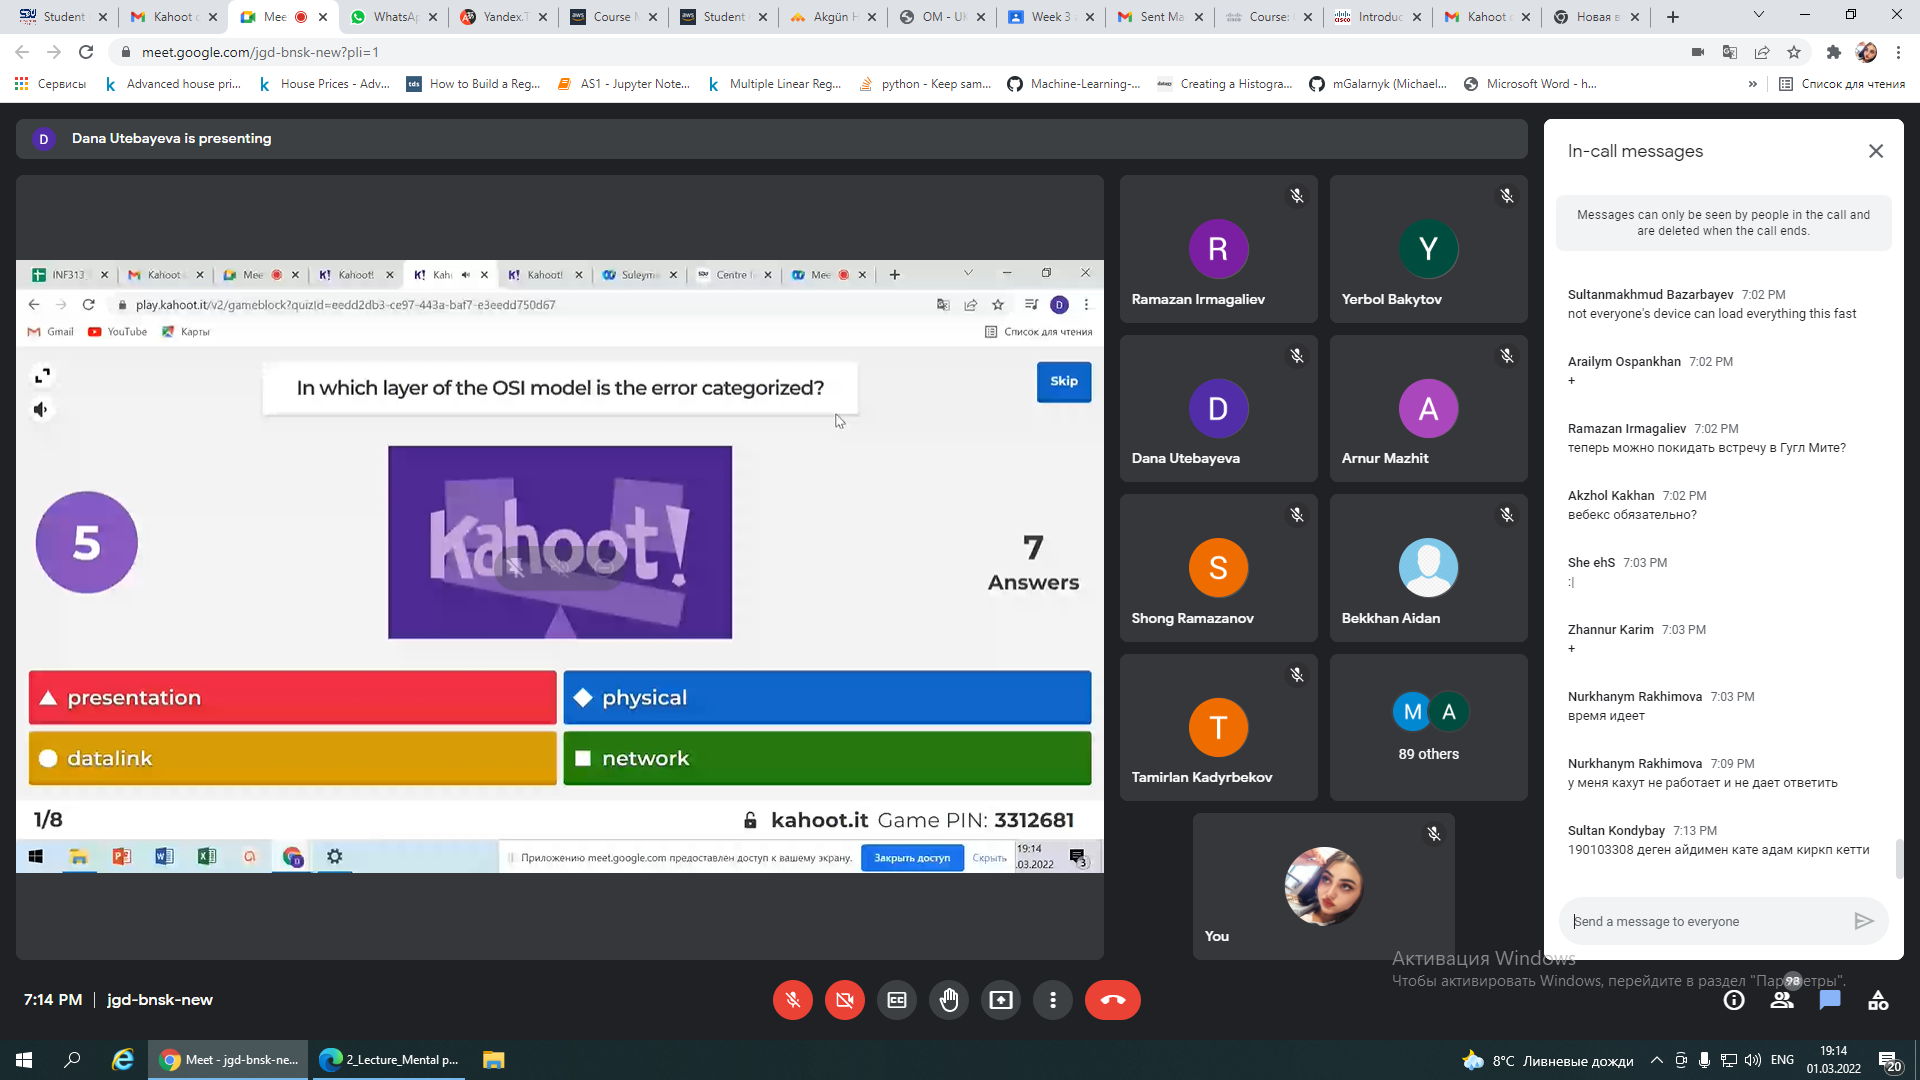 Student
Kahoot c
Mee
WhatsAp
Yandex.T
Course M
Student
Akgün H
OM - Uk
Week 3
Sent Ma
Course:
Introduc
Kahoot
Новая в
meet.google.com/jgd-bnsk-new?pli=1
Сервисы
Advanced house pri...
House Prices - Adv...
How to Build a Reg...
AS1 - Jupyter Note...
Multiple Linear Reg...
python - Keep sam...
Machine-Learning-...
Creating a Histogra...
mGalarnyk (Michael...
Microsoft Word - h...
Список для чтения
D
Dana Utebayeva is presenting
INF313
Kahoot
Mee
Kahoot!
Kah
Kahoot!
Suleym
Centre f
Mee
play.kahoot.it/v2/gameblock?quizId=eedd2db3-ce97-443a-baf7-e3eedd750d67
D
Gmail
YouTube
Карты
Список для чтения
In which layer of the OSI model is the error categorized?
Skip
5
Kahoot!
7
Answers
presentation
physical
datalink
network
1/8
kahoot.it Game PIN: 3312681
Приложению meet.google.com предоставлен доступ к вашему экрану.
Закрыть доступ
Скрыть
19:14
.03.2022
3
R
Ramazan Irmagaliev
Y
Yerbol Bakytov
D
Dana Utebayeva
A
Arnur Mazhit
S
Shong Ramazanov
Bekkhan Aidan
T
Tamirlan Kadyrbekov
M
A
89 others
You
In-call messages
Messages can only be seen by people in the call and
are deleted when the call ends.
Sultanmakhmud Bazarbayev 7:02 PM
not everyone's device can load everything this fast
Arailym Ospankhan 7:02 PM
+
Ramazan Irmagaliev 7:02 PM
теперь можно покидать встречу в Гугл Мите?
Akzhol Kakhan 7:02 PM
вебекс обязательно?
She ehS 7:03 PM
:|
Zhannur Karim 7:03 PM
+
Nurkhanym Rakhimova 7:03 PM
время идеет
Nurkhanym Rakhimova 7:09 PM
у меня кахут не работает и не дает ответить
Sultan Kondybay 7:13 PM
190103308 деген айдимен кате адам киркп кетти
Send a message to everyone
Активация Windows
Чтобы активировать Windows, перейдите в раздел "Параметры".
7:14 PM | jgd-bnsk-new
98
Meet - jgd-bnsk-ne...
2_Lecture_Mental p...
8°C Ливневые дожди
ENG
19:14
01.03.2022
20